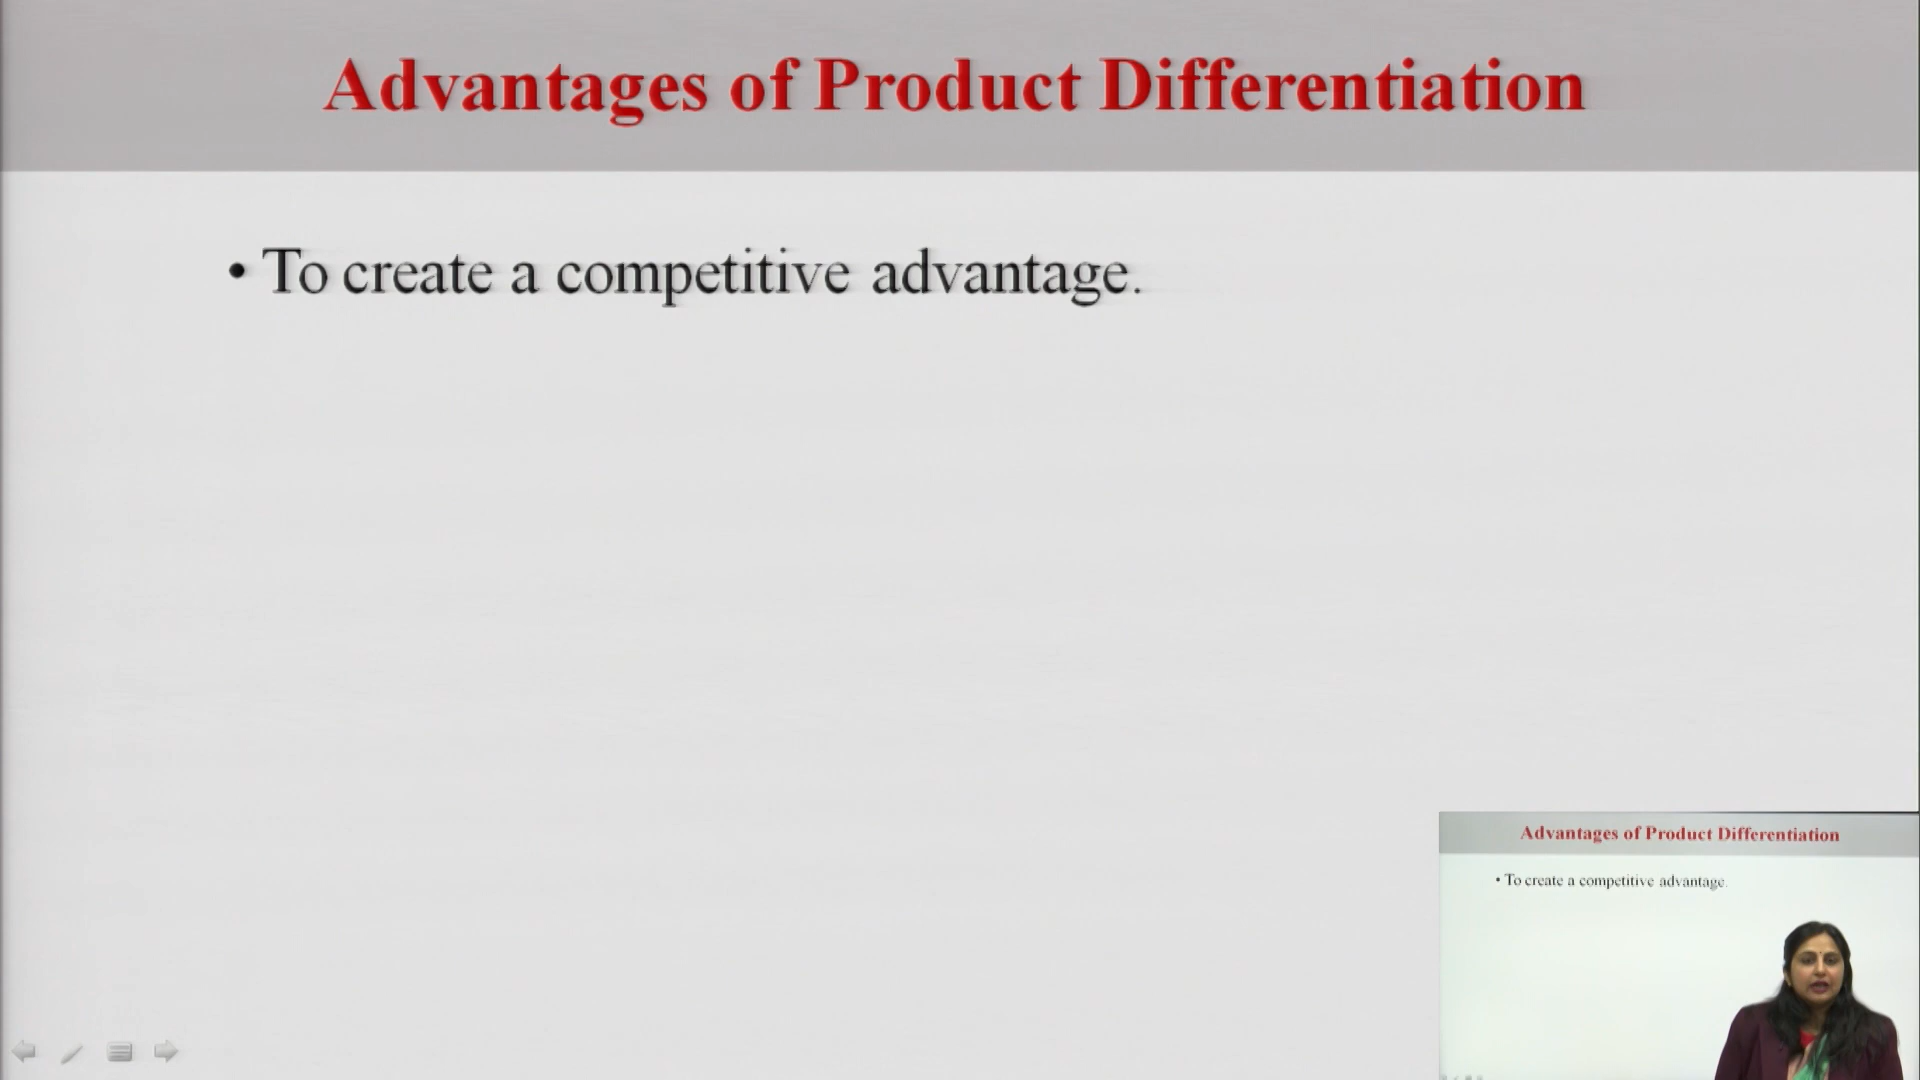 Advantages of Product Differentiation
• To create a competitive advantage.
Advantages of Product Differentiation
• To create a competitive advantage.